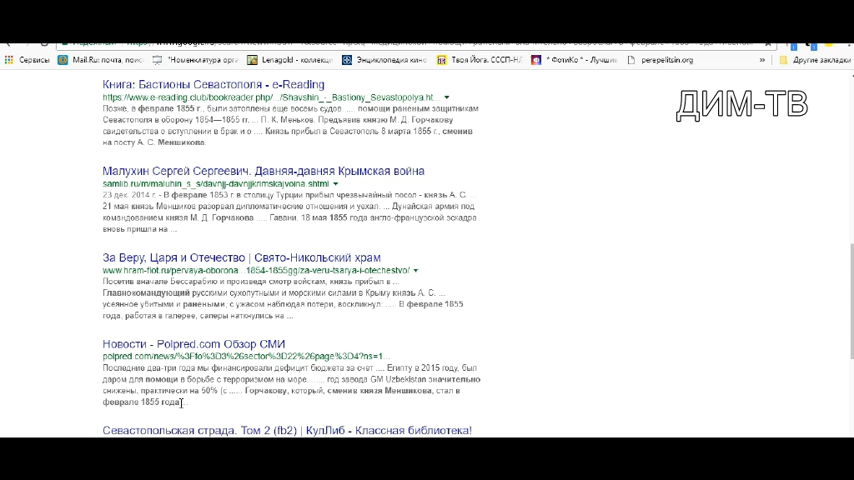 Сервисы Mail.Ru: почта, поиск "Номенклатура орга Lenagold - коллекц Энциклопедия кино Твоя Йога. СССП-НЛ * ФотиКо * - Лучши perepelitsin.org » Другие закладки
ДИМ-ТВ
Книга: Бастионы Севастополя - e-Reading
https://www.e-reading.club/bookreader.php/.../Shavshin_-_Bastiony_Sevastopolya.ht...
Позже, в феврале 1855 г., были затоплены еще восемь судов. .... помощи раненым защитникам
Севастополя в оборону 1854—1855 гг. ... П. К. Меньков. Предъявив князю М. Д. Горчакова
свидетельства о вступлении в брак и о .... Князь прибыл в Севастополь 8 марта 1855 г., сменив
на посту А. С. Меншикова.
Малухин Сергей Сергеевич. Давняя-давняя Крымская война
samlib.ru/m/maluhin_s_s/davnjj-davnjjkrimskajvoina.shtml
23 дек. 2014 г. - В феврале 1853 г. в столицу Турции прибыл чрезвычайный посол - князь А. С. ...
21 мая князь Меншиков разорвал дипломатические отношения и уехал. ... Дунайская армия под
командованием князя М. Д. Горчакова .... Гавани. 18 мая 1855 года англо-французской эскадра
вновь пришла на ...
За Веру, Царя и Отечество | Свято-Никольский храм
www.hram-flot.ru/pervaya-oborona...1854-1855gg/za-veru-tsarya-i-otechestvo/
Посетив вначале Бессарабию и произведя смотр войскам, князь прибыл в ...
Главнокомандующий русскими сухопутными и морскими силами в Крыму князь А. С. ...
усеянное убитыми и ранеными, с ужасом наблюдая потери, воскликнул: ..... В феврале 1855
года, работая в галерее, саперы наткнулись на ...
Новости - Polpred.com Обзор СМИ
polpred.com/news/%3Ffo%3D3%26sector%3D22%26page%3D4?ns=1...
Последние два-три года мы финансировали дефицит бюджета за счет .... Египту в 2015 году, был
даром для помощи в борьбе с терроризмом на море. ..... год завода GM Uzbekistan значительно
снижены, практически на 50% (с ..... Горчакову, который, сменив князя Меншикова, стал в
феврале 1855 года
Севастопольская страда. Том 2 (fb2) | КулЛиб - Классная библиотека!